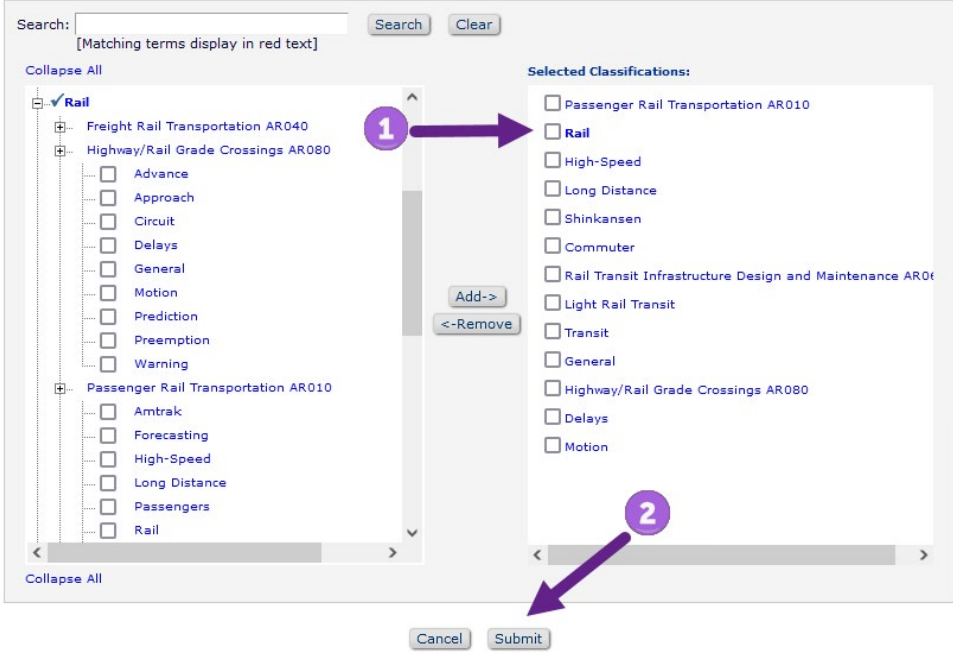 Search: Search Clear
[Matching terms display in red text]
Collapse All
Rail
Freight Rail Transportation AR040
Highway/Rail Grade Crossings AR080
Advance
Approach
Circuit
Delays
General
Motion
Prediction
Preemption
Warning
Passenger Rail Transportation AR010
Amtrak
Forecasting
High-Speed
Long Distance
Passengers
Rail
Collapse All
Add->
<-Remove
Selected Classifications:
Passenger Rail Transportation AR010
1
Rail
High-Speed
Long Distance
Shinkansen
Commuter
Rail Transit Infrastructure Design and Maintenance
Light Rail Transit
Transit
General
Highway/Rail Grade Crossings AR080
Delays
Motion
2
Cancel Submit